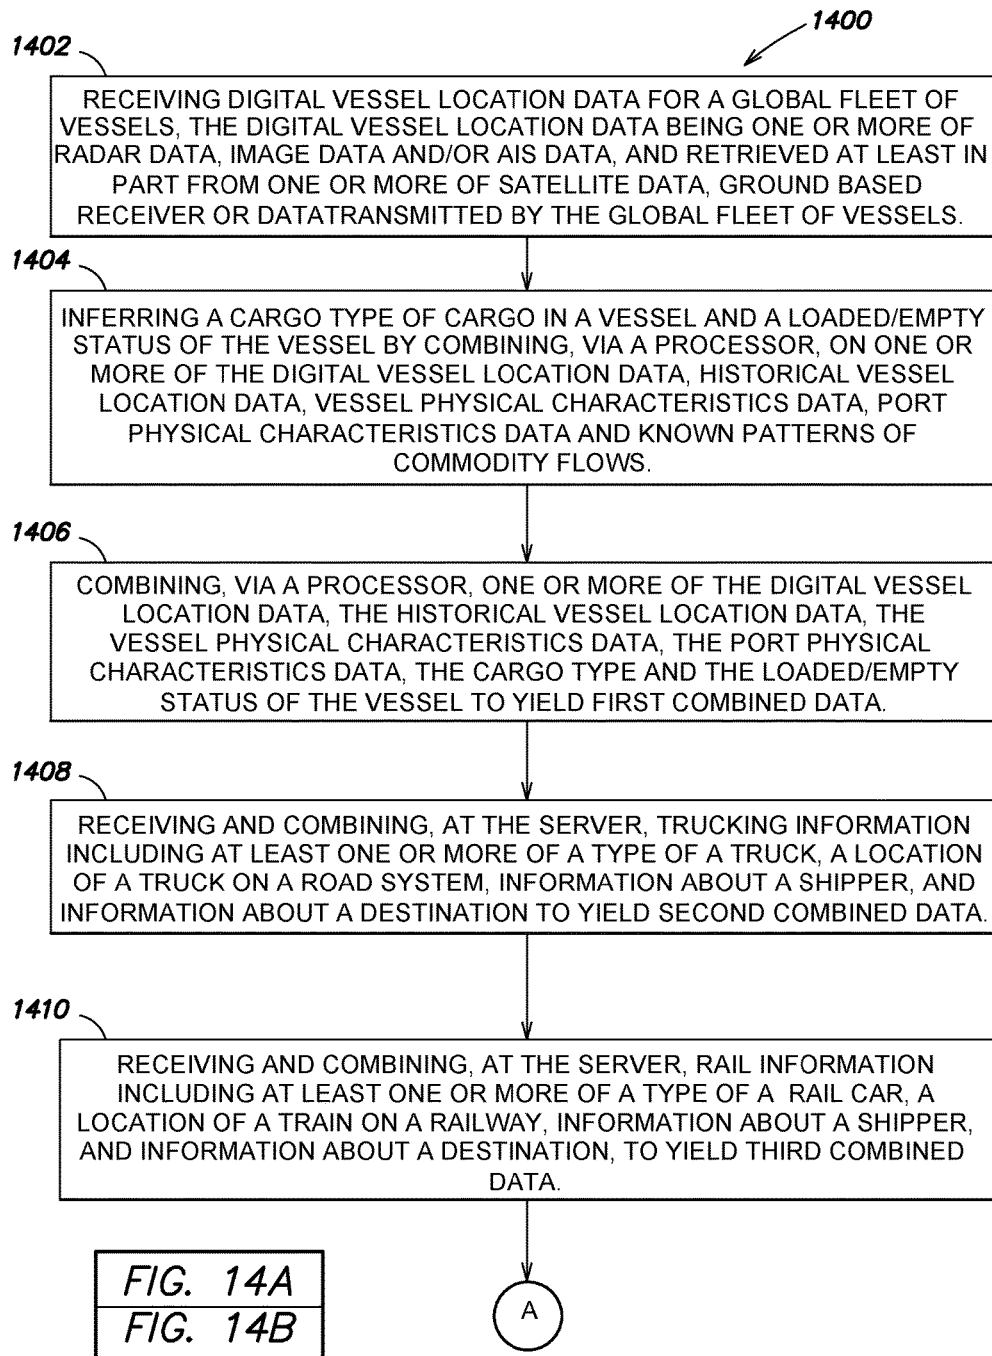 1400
1402
RECEIVING DIGITAL VESSEL LOCATION DATA FOR A GLOBAL FLEET OF
VESSELS, THE DIGITAL VESSEL LOCATION DATA BEING ONE OR MORE OF
RADAR DATA, IMAGE DATA AND/OR AIS DATA, AND RETRIEVED AT LEAST IN
PART FROM ONE OR MORE OF SATELLITE DATA, GROUND BASED
RECEIVER OR DATATRANSMITTED BY THE GLOBAL FLEET OF VESSELS.
1404
INFERRING A CARGO TYPE OF CARGO IN A VESSEL AND A LOADED/EMPTY
STATUS OF THE VESSEL BY COMBINING, VIA A PROCESSOR, ON ONE OR
MORE OF THE DIGITAL VESSEL LOCATION DATA, HISTORICAL VESSEL
LOCATION DATA, VESSEL PHYSICAL CHARACTERISTICS DATA, PORT
PHYSICAL CHARACTERISTICS DATA AND KNOWN PATTERNS OF
COMMODITY FLOWS.
1406
COMBINING, VIA A PROCESSOR, ONE OR MORE OF THE DIGITAL VESSEL
LOCATION DATA, THE HISTORICAL VESSEL LOCATION DATA, THE
VESSEL PHYSICAL CHARACTERISTICS DATA, THE PORT PHYSICAL
CHARACTERISTICS DATA, THE CARGO TYPE AND THE LOADED/EMPTY
STATUS OF THE VESSEL TO YIELD FIRST COMBINED DATA.
1408
RECEIVING AND COMBINING, AT THE SERVER, TRUCKING INFORMATION
INCLUDING AT LEAST ONE OR MORE OF A TYPE OF A TRUCK, A LOCATION
OF A TRUCK ON A ROAD SYSTEM, INFORMATION ABOUT A SHIPPER, AND
INFORMATION ABOUT A DESTINATION TO YIELD SECOND COMBINED DATA.
1410
RECEIVING AND COMBINING, AT THE SERVER, RAIL INFORMATION
INCLUDING AT LEAST ONE OR MORE OF A TYPE OF A RAIL CAR, A
LOCATION OF A TRAIN ON A RAILWAY, INFORMATION ABOUT A SHIPPER,
AND INFORMATION ABOUT A DESTINATION, TO YIELD THIRD COMBINED
DATA.
FIG. 14A
FIG. 14B
A